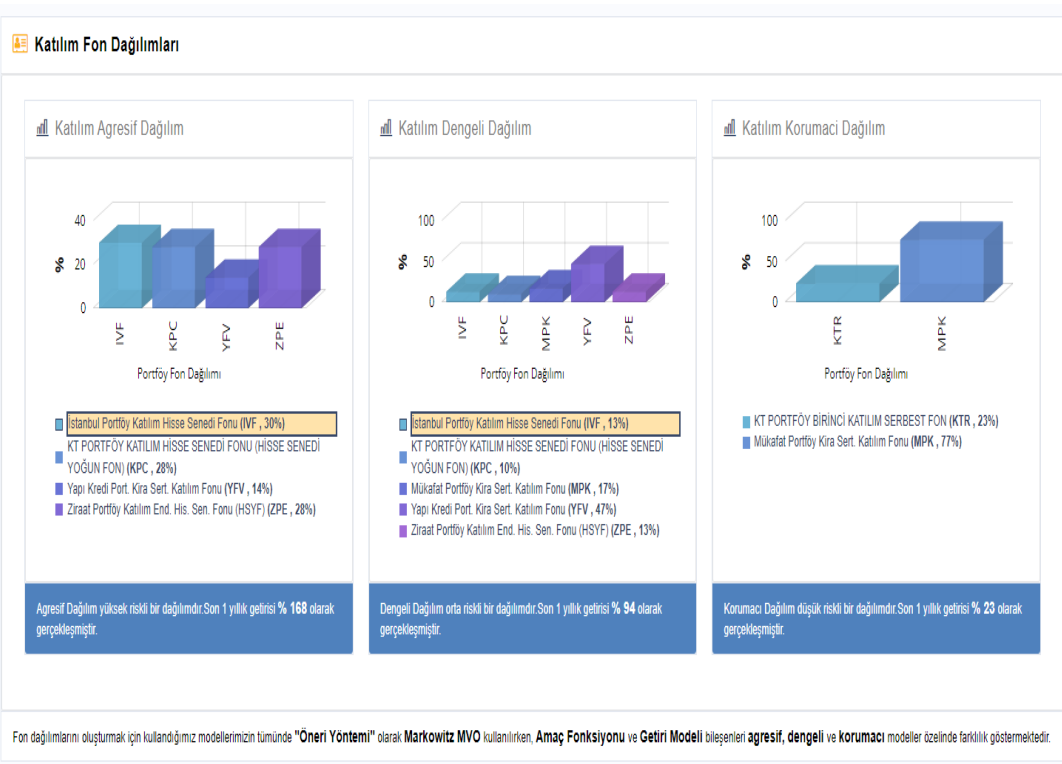 Katılım Fon Dağılımları
Katılım Agresif Dağılım
40
20
0
%
IVF
KPC
YFV
ZPE
Portföy Fon Dağılımı
İstanbul Portföy Katılım Hisse Senedi Fonu (IVF , 30%)
KT PORTFÖY KATILIM HİSSE SENEDİ FONU (HİSSE SENEDİ
YOĞUN FON) (KPC , 28%)
Yapı Kredi Port. Kira Sert. Katılım Fonu (YFV , 14%)
Ziraat Portföy Katılım End. His. Sen. Fonu (HSYF) (ZPE , 28%)
Agresif Dağılım yüksek riskli bir dağılımdır.Son 1 yıllık getirisi % 168 olarak
gerçekleşmiştir.
Katılım Dengeli Dağılım
100
50
0
%
IVF
KPC
MPK
YFV
ZPE
Portföy Fon Dağılımı
İstanbul Portföy Katılım Hisse Senedi Fonu (IVF , 13%)
KT PORTFÖY KATILIM HİSSE SENEDİ FONU (HİSSE SENEDİ
YOĞUN FON) (KPC , 10%)
Mükafat Portföy Kira Sert. Katılım Fonu (MPK , 17%)
Yapı Kredi Port. Kira Sert. Katılım Fonu (YFV , 47%)
Ziraat Portföy Katılım End. His. Sen. Fonu (HSYF) (ZPE , 13%)
Dengeli Dağılım orta riskli bir dağılımdır.Son 1 yıllık getirisi % 94 olarak
gerçekleşmiştir.
Katılım Korumaci Dağılım
100
50
0
%
KTR
MPK
Portföy Fon Dağılımı
KT PORTFÖY BİRİNCİ KATILIM SERBEST FON (KTR , 23%)
Mükafat Portföy Kira Sert. Katılım Fonu (MPK , 77%)
Korumacı Dağılım düşük riskli bir dağılımdır.Son 1 yıllık getirisi % 23 olarak
gerçekleşmiştir.
Fon dağılımlarını oluşturmak için kullandığımız modellerimizin tümünde "Öneri Yöntemi" olarak Markowitz MVO kullanılırken, Amaç Fonksiyonu ve Getiri Modeli bileşenleri agresif, dengeli ve korumacı modeller özelinde farklılık göstermektedir.